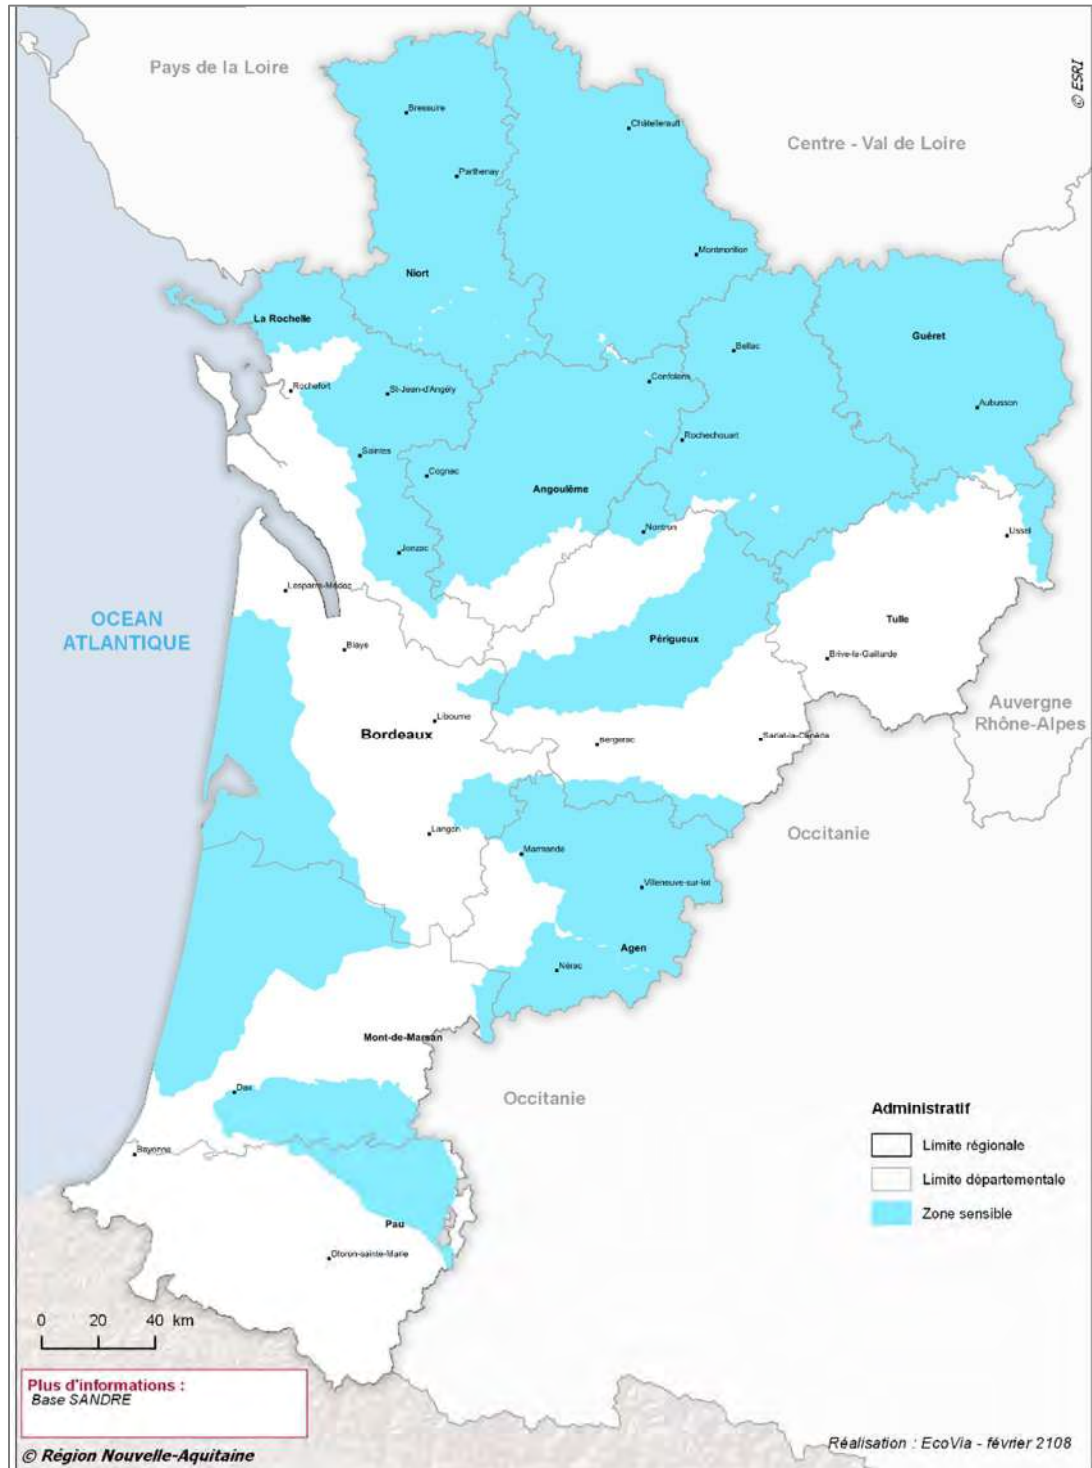 Pays de la Loire
© ESRI
Bressuire
Châtellerault
Centre - Val de Loire
Parthenay
Montmorillon
Niort
La Rochelle
Guéret
Bellac
Confolens
Rochefort
St-Jean-d'Angély
Aubusson
Rochechouart
Saintes
Cognac
Angoulême
Nontron
Ussel
Jonzac
Lesparre-Médoc
OCEAN
ATLANTIQUE
Tulle
Périgueux
Blaye
Brive-la-Gaillarde
Auvergne
Rhône-Alpes
Libourne
Bordeaux
Bergerac
Sarlat-la-Canéda
Langon
Occitanie
Marmande
Villeneuve-sur-lot
Agen
Nérac
Mont-de-Marsan
Dax
Occitanie
Administratif
Limite régionale
Limite départementale
Zone sensible
Bayonne
Pau
Oloron-sainte-Marie
0 20 40 km
Plus d'informations :
Base SANDRE
Réalisation : EcoVia - février 2108
© Région Nouvelle-Aquitaine